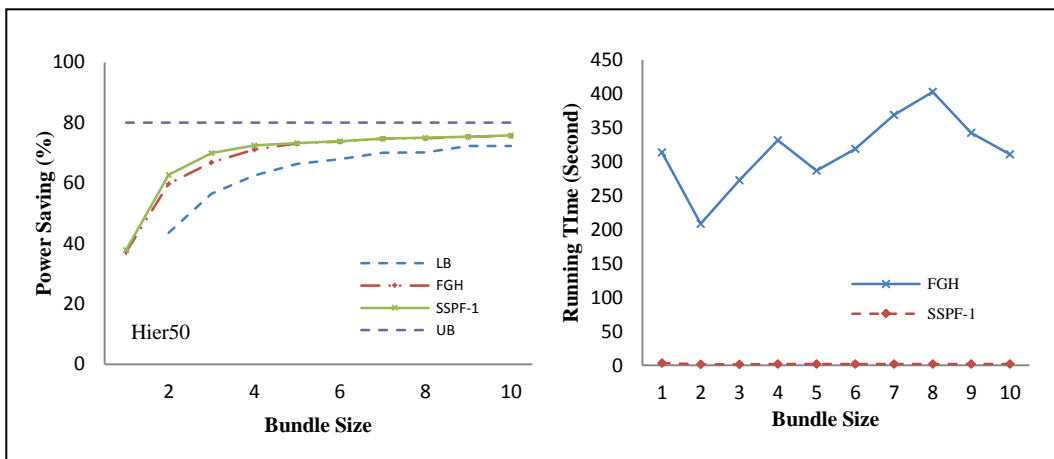 100
80
60
40
20
0
Power Saving (%)
LB
FGH
SSPF-1
UB
Hier50
2
4
6
8
10
Bundle Size
450
400
350
300
250
200
150
100
50
0
Running TIme (Second)
FGH
SSPF-1
1 2 3 4 5 6 7 8 9 10
Bundle Size